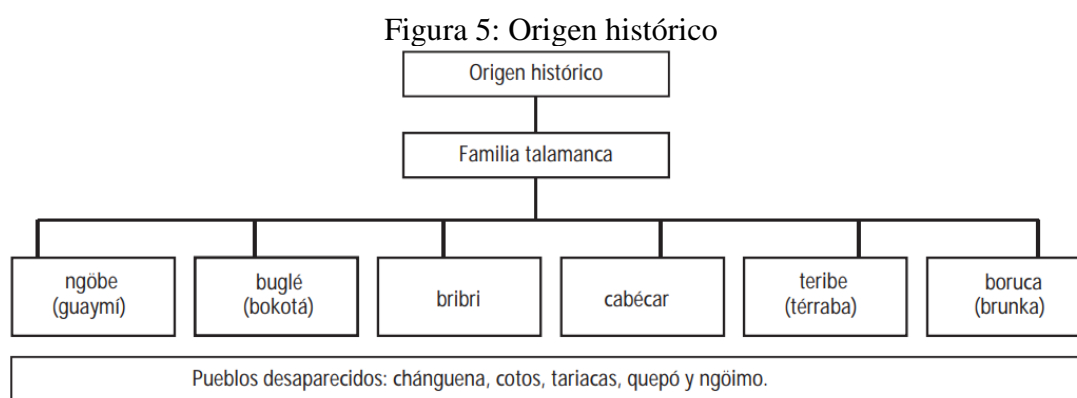 Figura 5: Origen histórico
Origen histórico
Familia talamanca
ngöbe
(guaymí)
buglé
(bokotá)
bribri
cabécar
teribe
(térraba)
boruca
(brunka)
Pueblos desaparecidos: chánguena, cotos, tariacas, quepó y ngöimo.